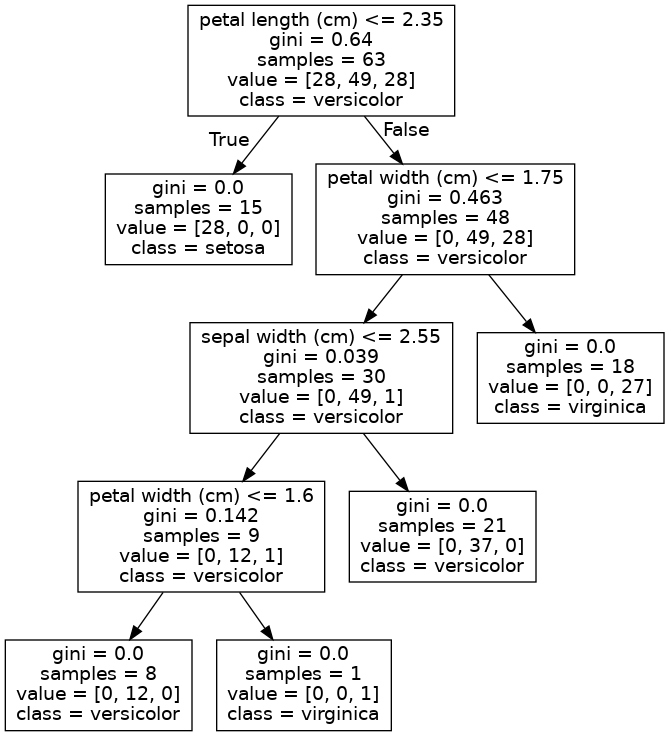 petal length (cm) <= 2.35
gini = 0.64
samples = 63
value = [28, 49, 28]
class = versicolor
True
False
gini = 0.0
samples = 15
value = [28, 0, 0]
class = setosa
petal width (cm) <= 1.75
gini = 0.463
samples = 48
value = [0, 49, 28]
class = versicolor
sepal width (cm) <= 2.55
gini = 0.039
samples = 30
value = [0, 49, 1]
class = versicolor
gini = 0.0
samples = 18
value = [0, 0, 27]
class = virginica
petal width (cm) <= 1.6
gini = 0.142
samples = 9
value = [0, 12, 1]
class = versicolor
gini = 0.0
samples = 21
value = [0, 37, 0]
class = versicolor
gini = 0.0
samples = 8
value = [0, 12, 0]
class = versicolor
gini = 0.0
samples = 1
value = [0, 0, 1]
class = virginica